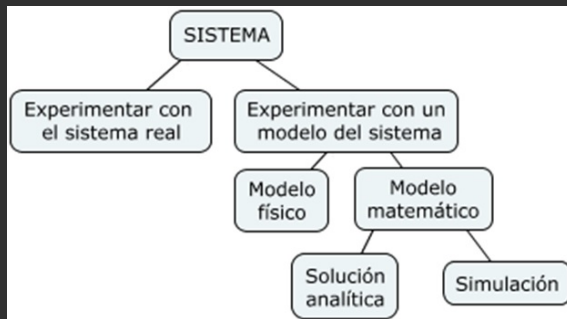 SISTEMA
Experimentar con
el sistema real
Experimentar con un
modelo del sistema
Modelo
físico
Modelo
matemático
Solución
analítica
Simulación